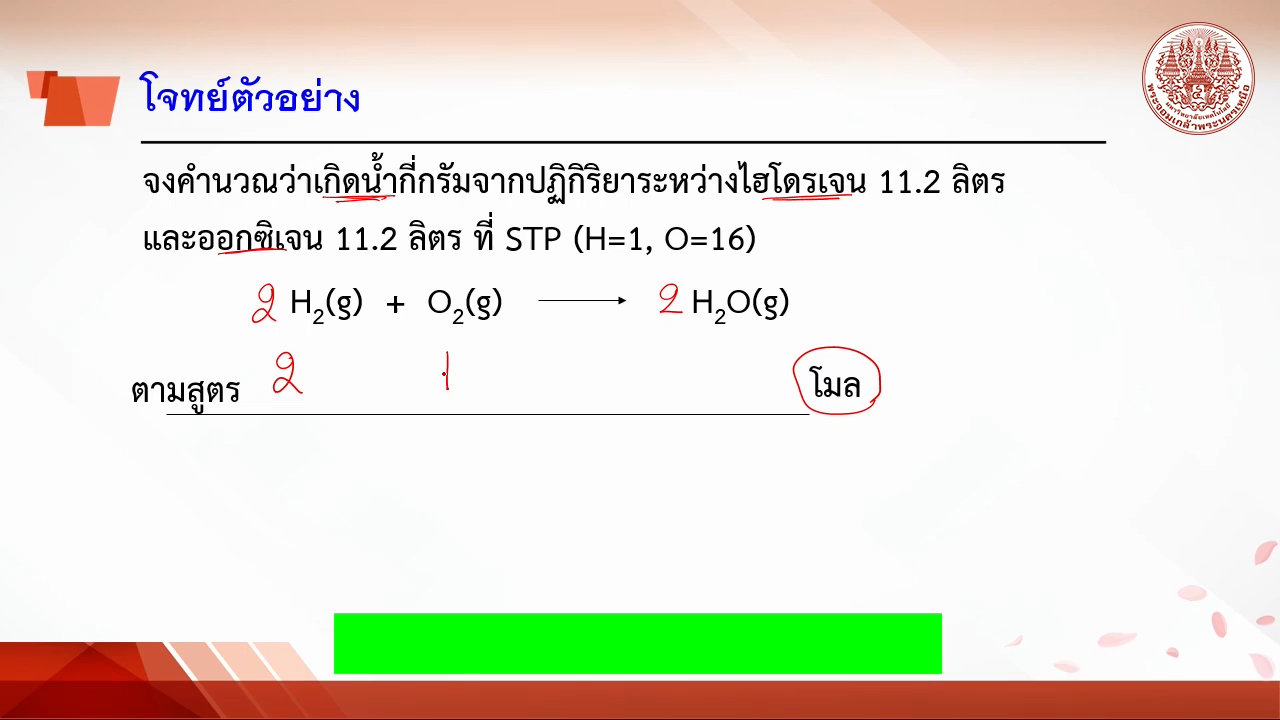 โจทย์ตัวอย่าง
จงคำนวณว่าเกิดน้ำกี่กรัมจากปฏิกิริยาระหว่างไฮโดรเจน 11.2 ลิตร
และออกซิเจน 11.2 ลิตร ที่ STP (H=1, O=16)
2 H2(g) + O2(g) → 2 H2O(g)
ตามสูตร 2 1 โมล